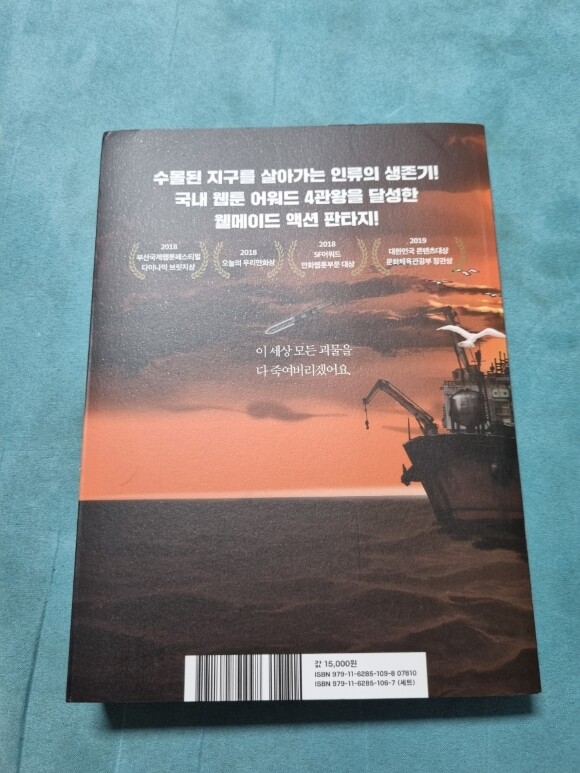 수몰된 지구를 살아가는 인류의 생존기!
국내 웹툰 어워드 4관왕을 달성한
웰메이드 액션 판타지!
2018
부산국제웹툰페스티벌
다이나믹 브릿지상
2018
오늘의 우리만화상
2018
SF어워드
만화웹툰부문 대상
2019
대한민국 콘텐츠대상
문화체육관광부 장관상
이 세상 모든 괴물을
다 죽여버리겠어요.
값 15,000원
ISBN 979-11-6285-109-8 07810
ISBN 979-11-6285-106-7 (세트)